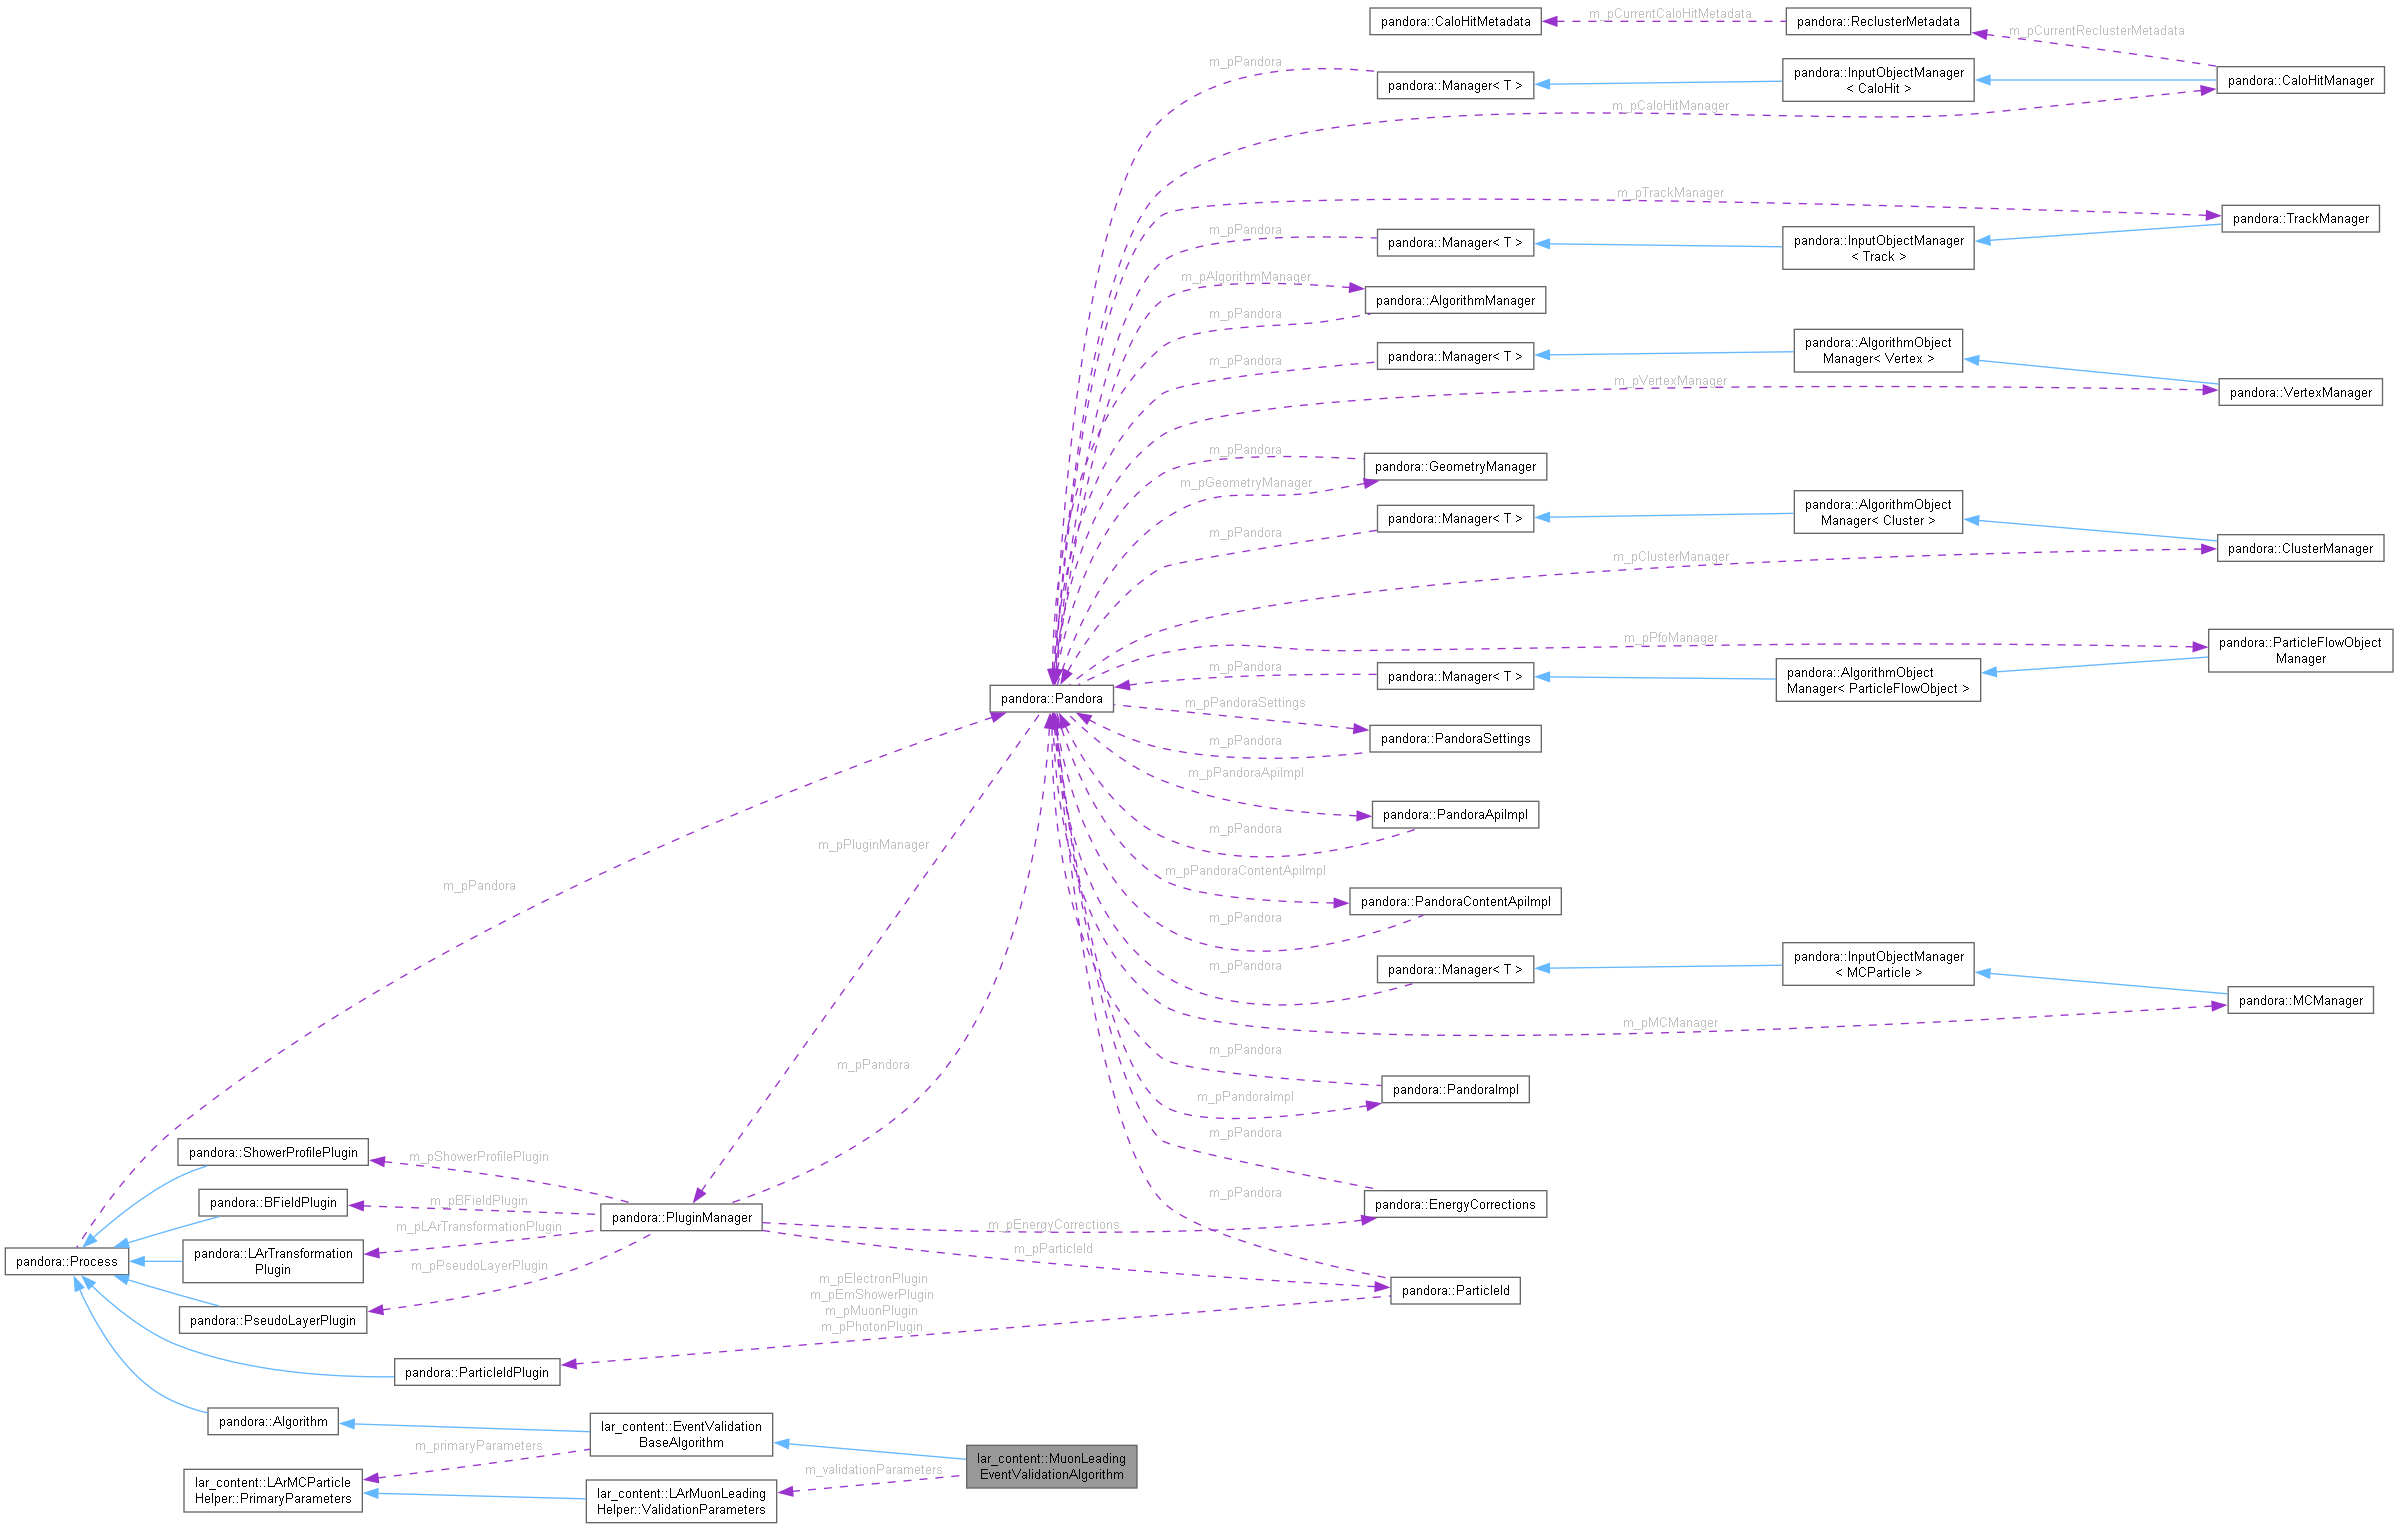 pandora::CaloHitMetadata
m_pCurrentCaloHitMetadata
pandora::ReclusterMetadata
m_pCurrentReclusterMetadata
m_pPandora
pandora::Manager< T >
pandora::InputObjectManager
< CaloHit >
pandora::CaloHitManager
m_pCaloHitManager
m_pTrackManager
pandora::TrackManager
m_pPandora
pandora::Manager< T >
pandora::InputObjectManager
< Track >
m_pAlgorithmManager
pandora::AlgorithmManager
m_pPandora
m_pPandora
pandora::Manager< T >
pandora::AlgorithmObject
Manager< Vertex >
m_pVertexManager
pandora::VertexManager
m_pPandora
pandora::GeometryManager
m_pGeometryManager
pandora::Manager< T >
pandora::AlgorithmObject
Manager< Cluster >
m_pPandora
m_pClusterManager
pandora::ClusterManager
m_pPfoManager
pandora::ParticleFlowObject
Manager
m_pPandora
pandora::Manager< T >
pandora::AlgorithmObject
Manager< ParticleFlowObject >
pandora::Pandora
m_pPandoraSettings
pandora::PandoraSettings
m_pPandora
m_pPandoraApiImpl
pandora::PandoraApiImpl
m_pPandora
m_pPluginManager
m_pPandora
m_pPandoraContentApiImpl
pandora::PandoraContentApiImpl
m_pPandora
m_pPandora
pandora::Manager< T >
pandora::InputObjectManager
< MCParticle >
pandora::MCManager
m_pMCManager
m_pPandora
m_pPandora
pandora::PandoraImpl
m_pPandoraImpl
m_pPandora
pandora::ShowerProfilePlugin
m_pShowerProfilePlugin
pandora::BFieldPlugin
m_pBFieldPlugin
pandora::PluginManager
m_pPandora
pandora::EnergyCorrections
m_pEnergyCorrections
m_pLArTransformationPlugin
pandora::LArTransformation
Plugin
pandora::Process
m_pPseudoLayerPlugin
m_pParticleId
pandora::ParticleId
m_pElectronPlugin
m_pEmShowerPlugin
m_pMuonPlugin
m_pPhotonPlugin
pandora::PseudoLayerPlugin
pandora::ParticleIdPlugin
pandora::Algorithm
lar_content::EventValidation
BaseAlgorithm
m_primaryParameters
lar_content::MuonLeading
EventValidationAlgorithm
m_validationParameters
lar_content::LArMCParticle
Helper::PrimaryParameters
lar_content::LArMuonLeading
Helper::ValidationParameters